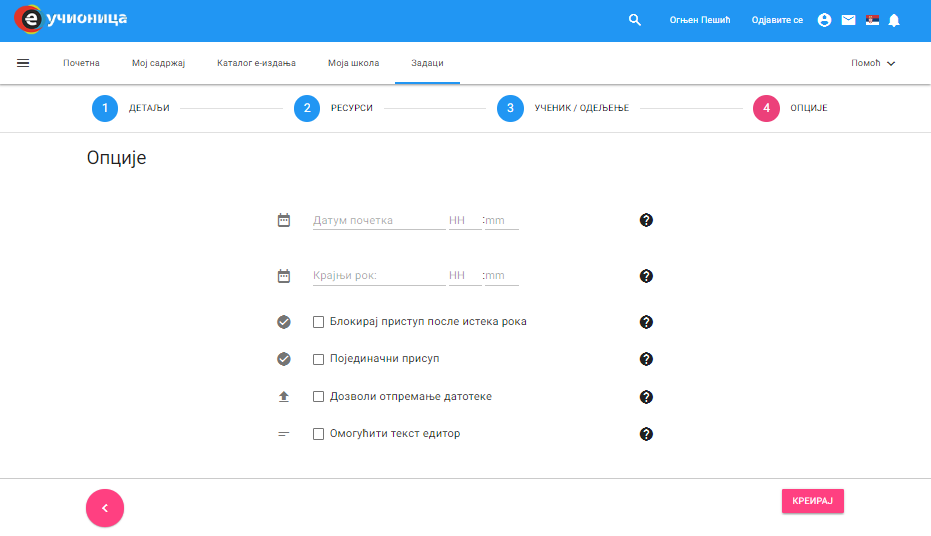 е учионица
Огњен Пешић Одјавите се
Почетна Мој садржај Каталог е-издања Моја школа Задаци Помоћ
1 ДЕТАЉИ 2 РЕСУРСИ 3 УЧЕНИК / ОДЕЉЕЊЕ 4 ОПЦИЈЕ
Опције
Датум почетка HH :mm ?
Крајњи рок: HH :mm ?
Блокирај приступ после истека рока ?
Појединачни присуп ?
Дозволи отпремање датотеке ?
Омогућити текст едитор ?
КРЕИРАЈ